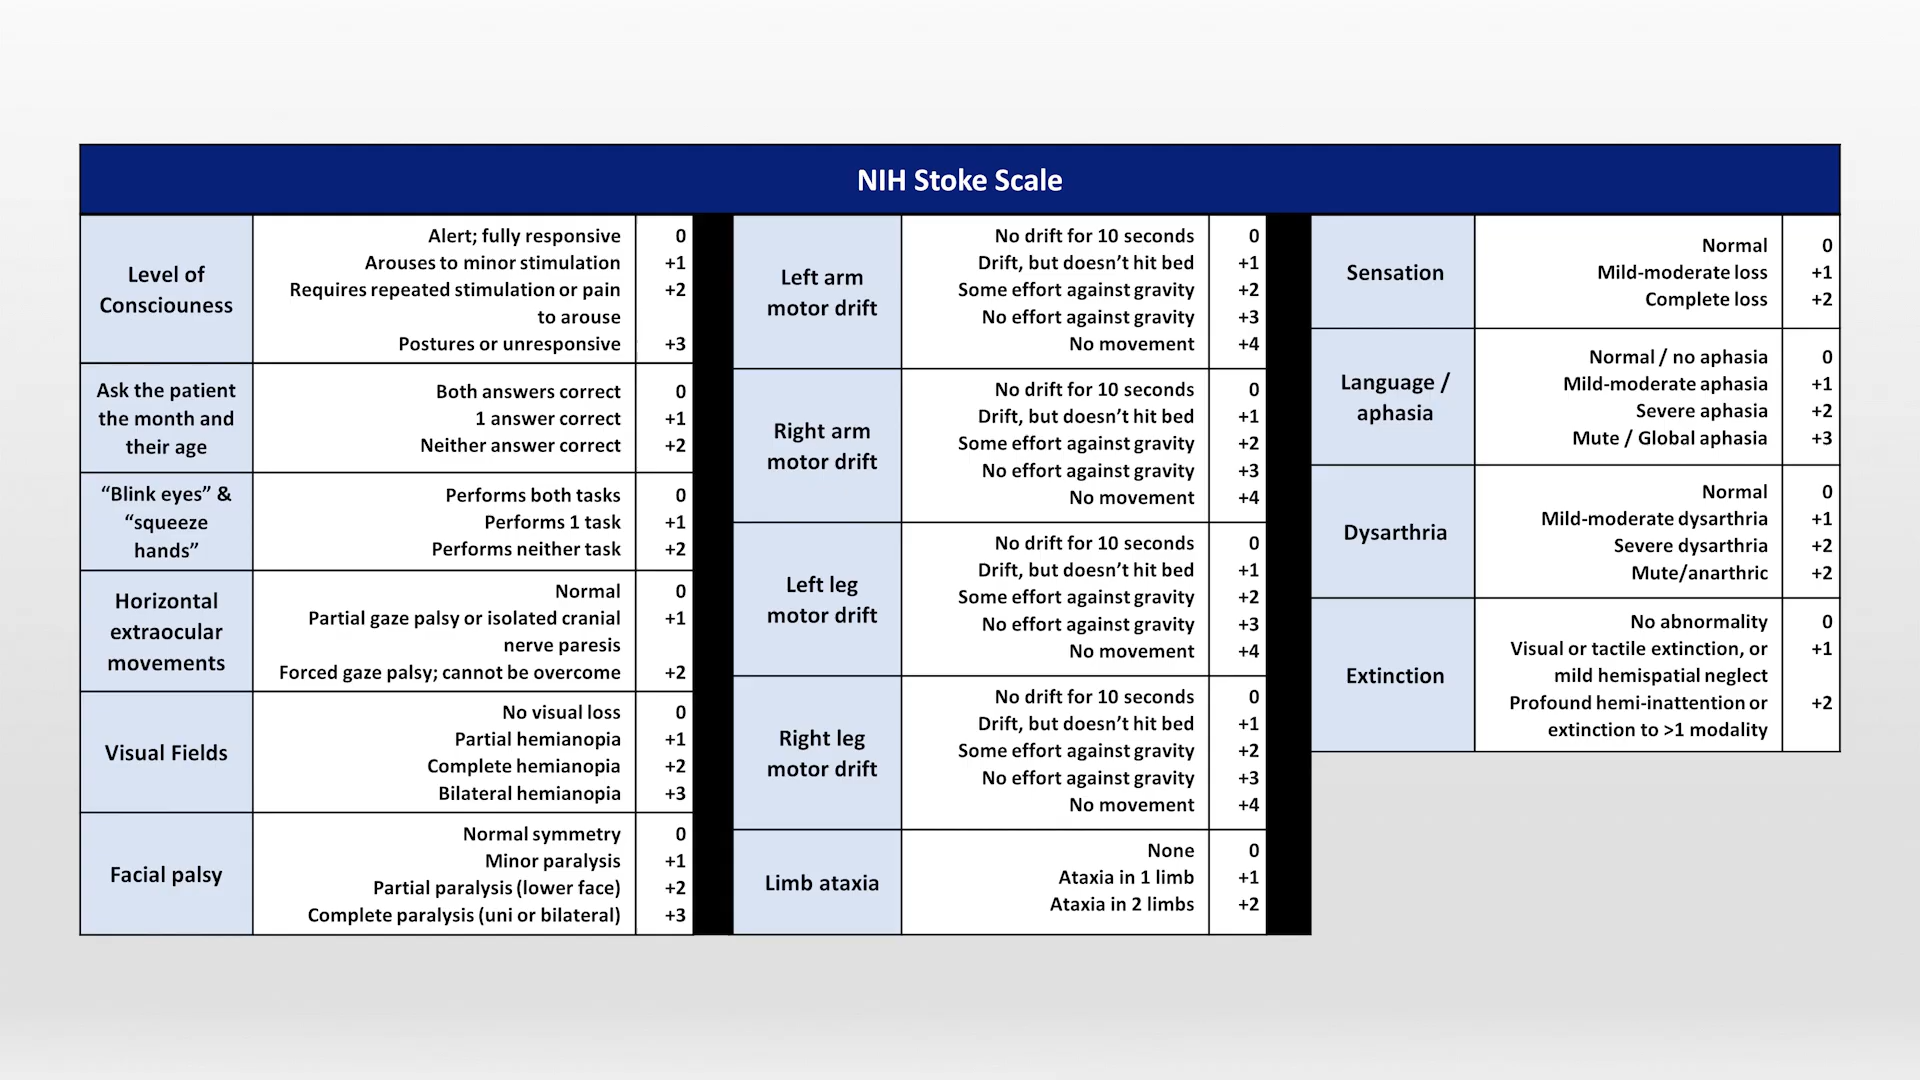 NIH Stoke Scale
Level of
Consciouness
Alert; fully responsive 0
Arouses to minor stimulation +1
Requires repeated stimulation or pain +2
to arouse
Postures or unresponsive +3
Ask the patient
the month and
their age
Both answers correct 0
1 answer correct +1
Neither answer correct +2
“Blink eyes” &
“squeeze
hands”
Performs both tasks 0
Performs 1 task +1
Performs neither task +2
Horizontal
extraocular
movements
Normal 0
Partial gaze palsy or isolated cranial +1
nerve paresis
Forced gaze palsy; cannot be overcome +2
Visual Fields
No visual loss 0
Partial hemianopia +1
Complete hemianopia +2
Bilateral hemianopia +3
Facial palsy
Normal symmetry 0
Minor paralysis +1
Partial paralysis (lower face) +2
Complete paralysis (uni or bilateral) +3
Left arm
motor drift
No drift for 10 seconds 0
Drift, but doesn’t hit bed +1
Some effort against gravity +2
No effort against gravity +3
No movement +4
Right arm
motor drift
No drift for 10 seconds 0
Drift, but doesn’t hit bed +1
Some effort against gravity +2
No effort against gravity +3
No movement +4
Left leg
motor drift
No drift for 10 seconds 0
Drift, but doesn’t hit bed +1
Some effort against gravity +2
No effort against gravity +3
No movement +4
Right leg
motor drift
No drift for 10 seconds 0
Drift, but doesn’t hit bed +1
Some effort against gravity +2
No effort against gravity +3
No movement +4
Limb ataxia
None 0
Ataxia in 1 limb +1
Ataxia in 2 limbs +2
Sensation
Normal 0
Mild-moderate loss +1
Complete loss +2
Language /
aphasia
Normal / no aphasia 0
Mild-moderate aphasia +1
Severe aphasia +2
Mute / Global aphasia +3
Dysarthria
Normal 0
Mild-moderate dysarthria +1
Severe dysarthria +2
Mute/anarthric +2
Extinction
No abnormality 0
Visual or tactile extinction, or +1
mild hemispatial neglect
Profound hemi-inattention or +2
extinction to >1 modality